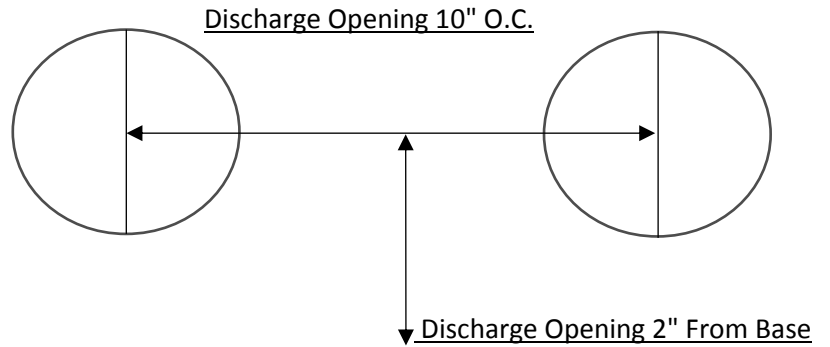 Discharge Opening 10" O.C.
Discharge Opening 2" From Base